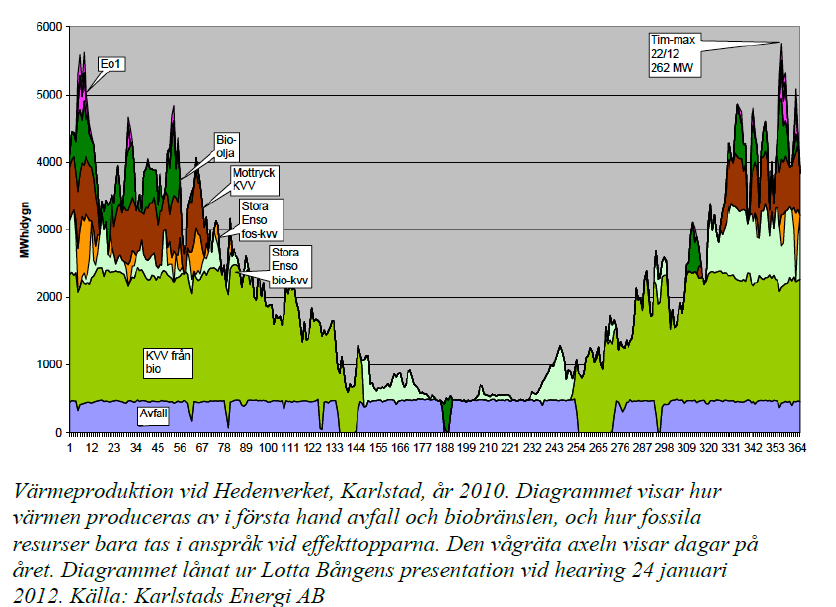 6000
5000
4000
3000
2000
1000
0
MWh/dygn
Eo1
Bio-
olja
Mottryck
KVV
Stora
Enso
fos-kvv
Stora
Enso
bio-kvv
KVV från
bio
Avfall
Tim-max
22/12
262 MW
1 12 23 34 45 56 67 78 89 100 111 122 133 144 155 166 177 188 199 210 221 232 243 254 265 276 287 298 309 320 331 342 353 364
Värmeproduktion vid Hedenverket, Karlstad, år 2010. Diagrammet visar hur
värmen produceras av i första hand avfall och biobränslen, och hur fossila
resurser bara tas i anspråk vid effekttopparna. Den vågräta axeln visar dagar på
året. Diagrammet lånat ur Lotta Bångens presentation vid hearing 24 januari
2012. Källa: Karlstads Energi AB